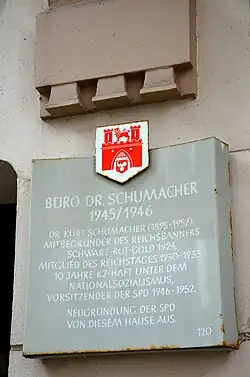 BÜRO DR. SCHUMACHER
1945/1946
DR. KURT SCHUMACHER (1895-1952),
MITBEGRÜNDER DES REICHSBANNERS
SCHWARZ-ROT-GOLD 1924,
MITGLIED DES REICHSTAGES 1930-1933,
10 JAHRE KZ-HAFT UNTER DEM
NATIONALSOZIALISMUS,
VORSITZENDER DER SPD 1946-1952.
NEUGRÜNDUNG DER SPD
VON DIESEM HAUSE AUS.
120